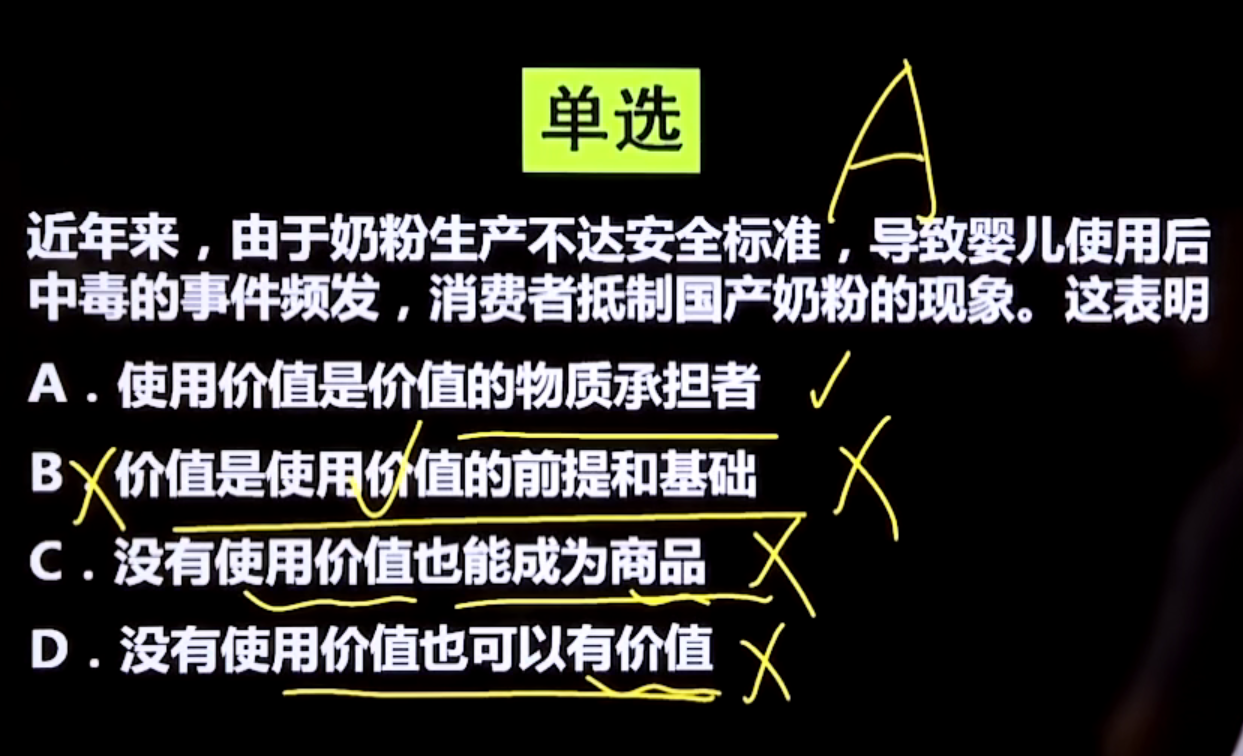 单选
A
近年来，由于奶粉生产不达安全标准，导致婴儿使用后
中毒的事件频发，消费者抵制国产奶粉的现象。这表明
A．使用价值是价值的物质承担者
B．价值是使用价值的前提和基础
C．没有使用价值也能成为商品
D．没有使用价值也可以有价值